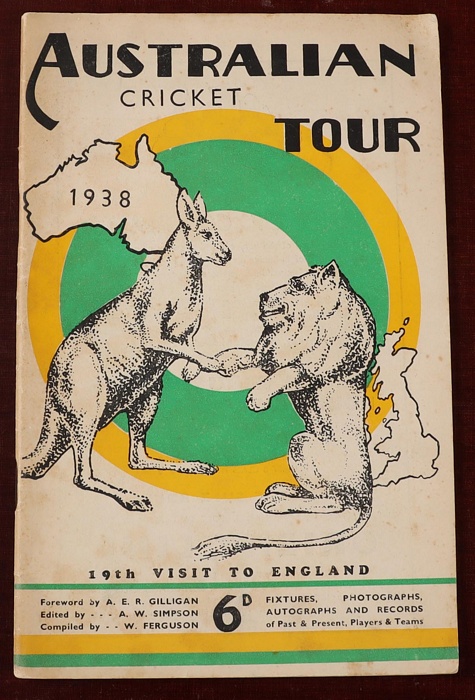 AUSTRALIAN
CRICKET
TOUR
1938
19th VISIT TO ENGLAND
Foreword by A. E. R. GILLIGAN
Edited by - - - A. W. SIMPSON
Compiled by - - W. FERGUSON
6D
FIXTURES, PHOTOGRAPHS,
AUTOGRAPHS AND RECORDS
of Past & Present, Players & Teams